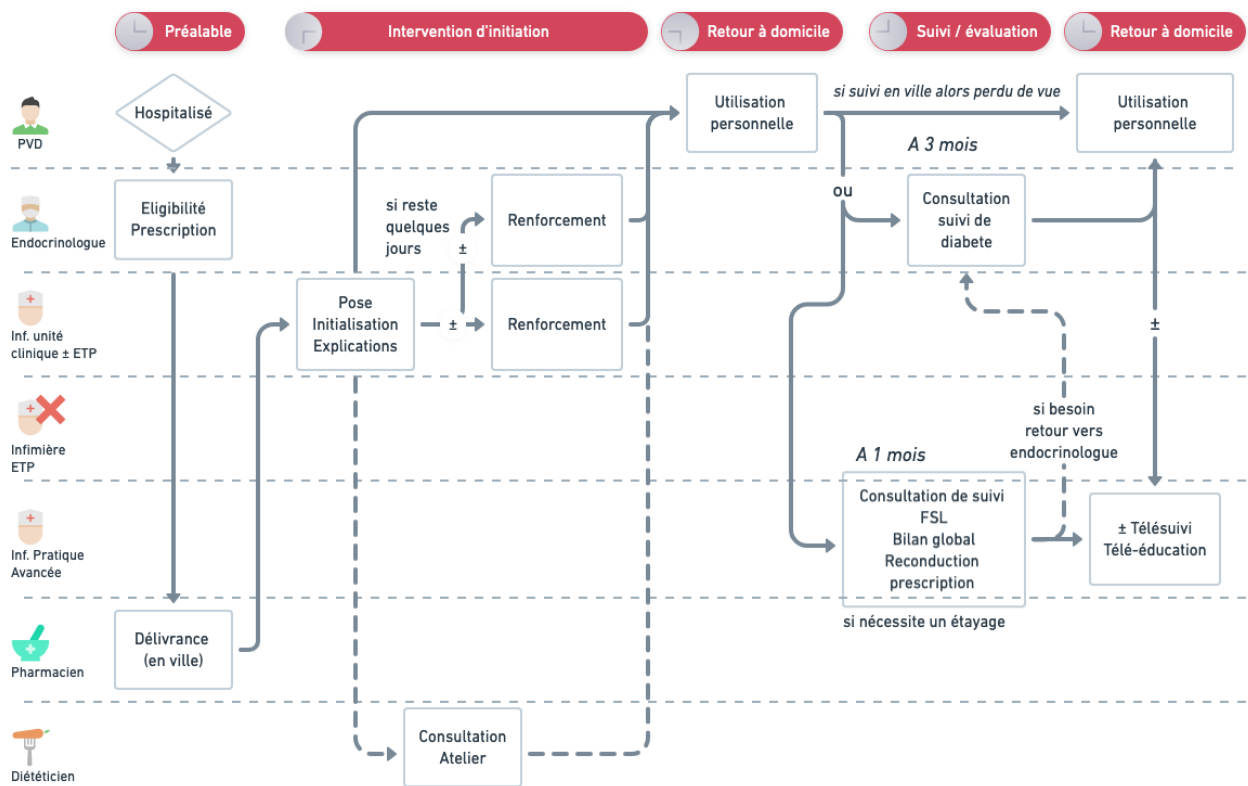 Préalable
Intervention d'initiation
Retour à domicile
Suivi / évaluation
Retour à domicile
PVD
Hospitalisé
Utilisation
personnelle
si suivi en ville alors perdu de vue
Utilisation
personnelle
A 3 mois
Endocrinologue
Eligibilité
Prescription
si reste
quelques
jours
±
Renforcement
ou
Consultation
suivi de
diabete
Inf. unité
clinique ± ETP
Pose
Initialisation
Explications
±
Renforcement
±
Infimière
ETP
si besoin
retour vers
endocrinologue
A 1 mois
Inf. Pratique
Avancée
Consultation de suivi
FSL
Bilan global
Reconduction
prescription
± Télésuivi
Télé-éducation
si nécessite un étayage
Pharmacien
Délivrance
(en ville)
Diététicien
Consultation
Atelier